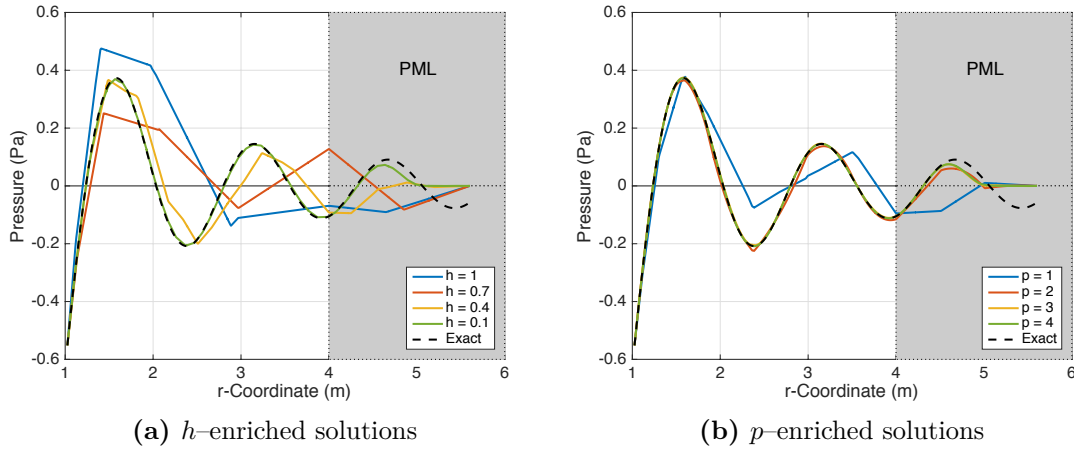 0.6
0.4
0.2
0
-0.2
-0.4
-0.6
Pressure (Pa)
PML
h = 1
h = 0.7
h = 0.4
h = 0.1
Exact
1 2 3 4 5 6
r-Coordinate (m)
(a) h–enriched solutions
0.6
0.4
0.2
0
-0.2
-0.4
-0.6
Pressure (Pa)
PML
p = 1
p = 2
p = 3
p = 4
Exact
1 2 3 4 5 6
r-Coordinate (m)
(b) p–enriched solutions